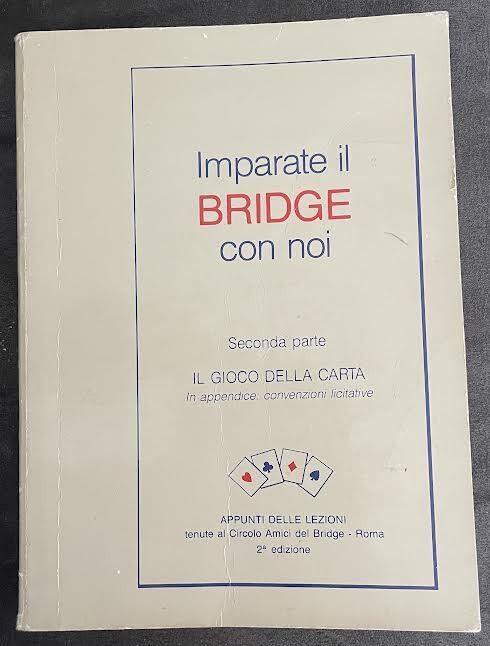 Imparate il
BRIDGE
con noi
Seconda parte
IL GIOCO DELLA CARTA
In appendice: convenzioni licitative
APPUNTI DELLE LEZIONI
tenute al Circolo Amici del Bridge - Roma
2ª edizione